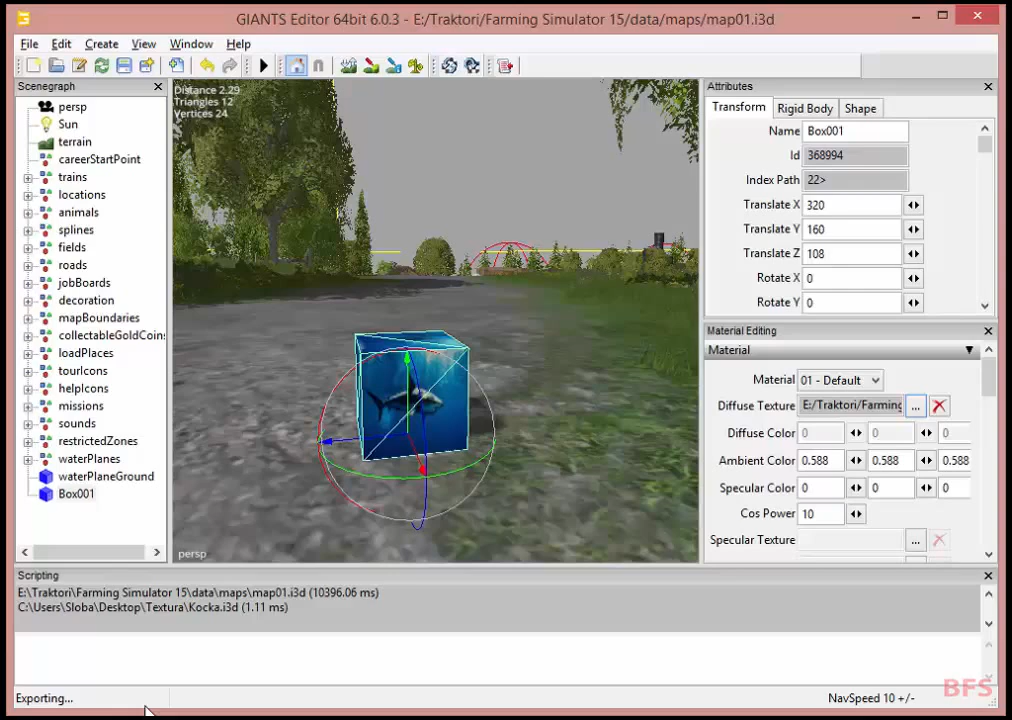 GIANTS Editor 64bit 6.0.3 - E:/Traktori/Farming Simulator 15/data/maps/map01.i3d
File Edit Create View Window Help
Scenegraph
persp
Sun
terrain
careerStartPoint
trains
locations
animals
splines
fields
roads
jobBoards
decoration
mapBoundaries
collectableGoldCoins
loadPlaces
tourIcons
helpIcons
missions
sounds
restrictedZones
waterPlanes
waterPlaneGround
Box001
Distance 2.29
Triangles 12
Vertices 24
persp
Attributes
Transform Rigid Body Shape
Name Box001
Id 368994
Index Path 22>
Translate X 320
Translate Y 160
Translate Z 108
Rotate X 0
Rotate Y 0
Material Editing
Material
Material 01 - Default
Diffuse Texture E:/Traktori/Farming ...
Diffuse Color 0 0 0
Ambient Color 0.588 0.588 0.588
Specular Color 0 0 0
Cos Power 10
Specular Texture ...
Scripting
E:\Traktori\Farming Simulator 15\data\maps\map01.i3d (10396.06 ms)
C:\Users\Sloba\Desktop\Textura\Kocka.i3d (1.11 ms)
Exporting...
NavSpeed 10 +/-
BFS